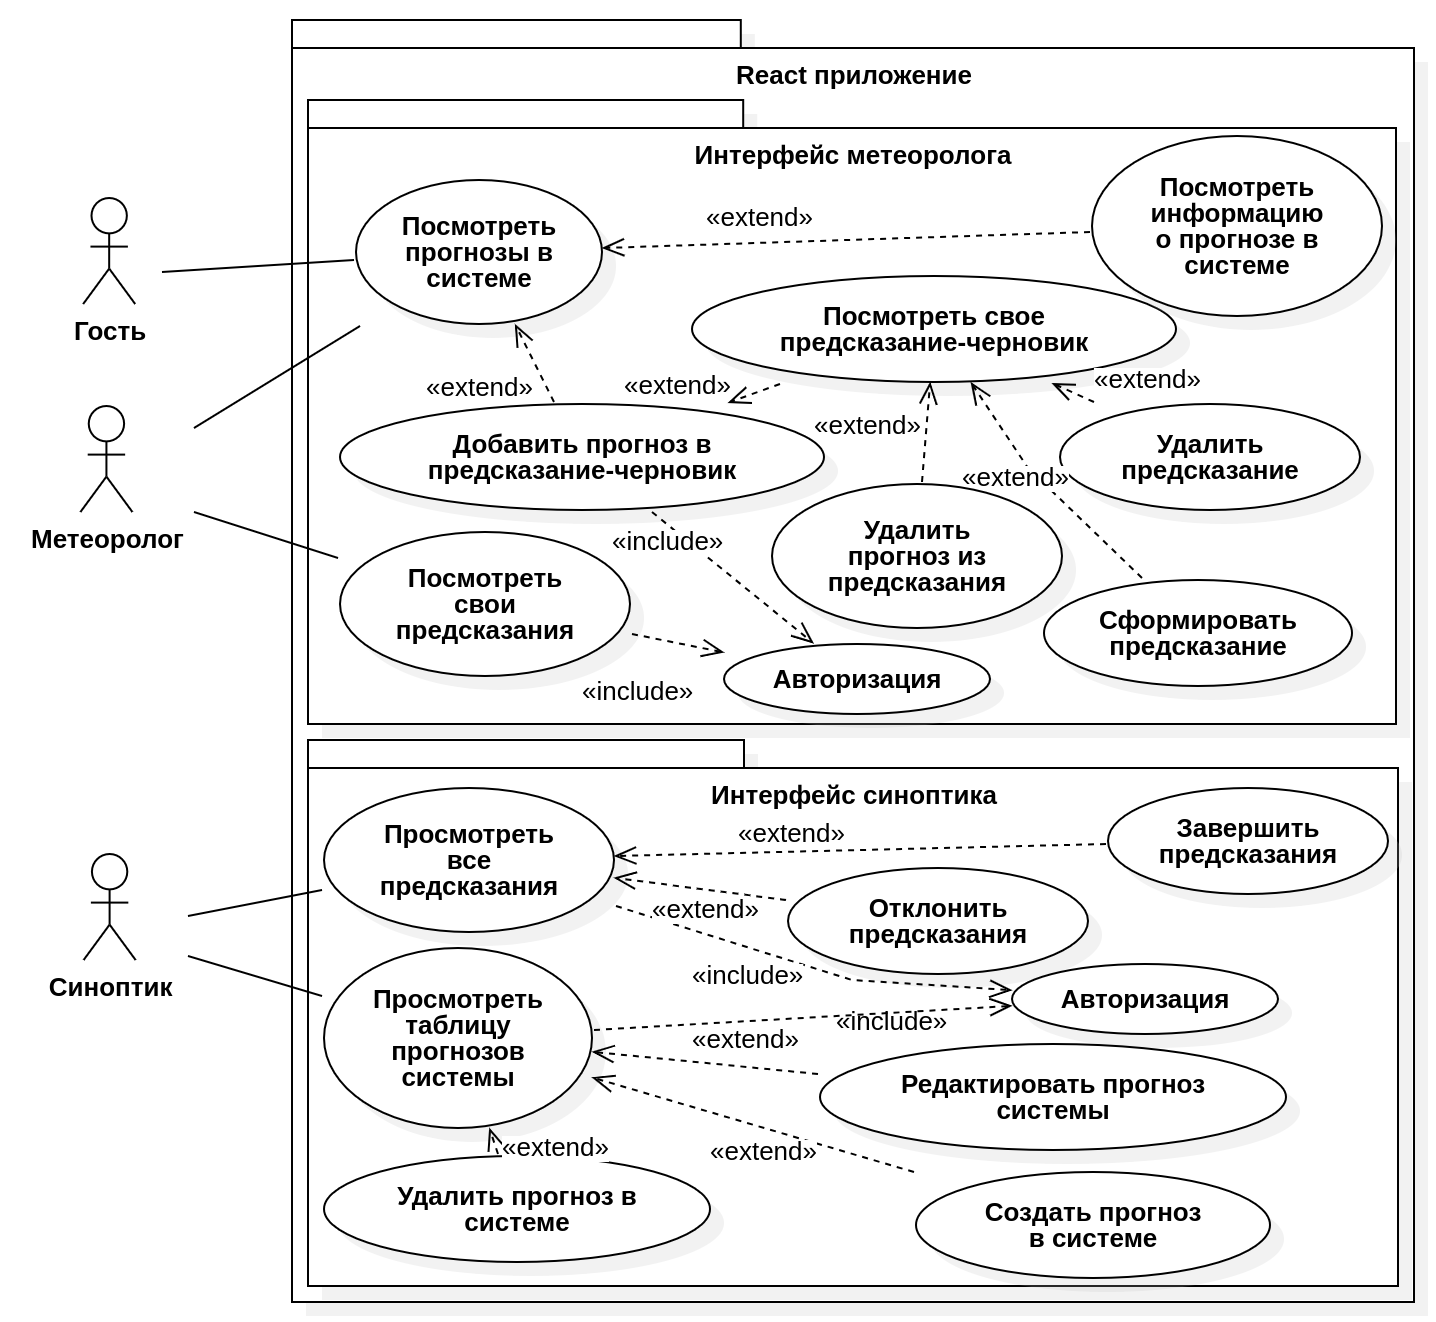 React приложение
Интерфейс метеоролога
Посмотреть
прогнозы в
системе
«extend»
Посмотреть
информацию
о прогнозе в
системе
Гость
Посмотреть свое
предсказание-черновик
«extend»
«extend»
«extend»
«extend»
Добавить прогноз в
предсказание-черновик
Удалить
предсказание
«extend»
Метеоролог
«include»
Удалить
прогноз из
предсказания
Посмотреть
свои
предсказания
Сформировать
предсказание
Авторизация
«include»
Интерфейс синоптика
Просмотреть
все
предсказания
«extend»
Завершить
предсказания
«extend»
Отклонить
предсказания
Синоптик
«include»
Авторизация
Просмотреть
таблицу
прогнозов
системы
«include»
«extend»
Редактировать прогноз
системы
«extend»
«extend»
Удалить прогноз в
системе
Создать прогноз
в системе